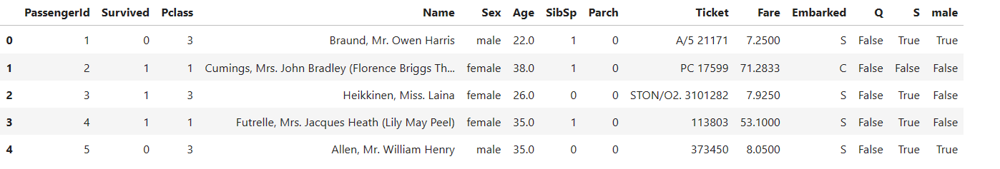 PassengerId Survived Pclass Name Sex Age SibSp Parch Ticket Fare Embarked Q S male
0 1 0 3 Braund, Mr. Owen Harris male 22.0 1 0 A/5 21171 7.2500 S False True True
1 2 1 1 Cumings, Mrs. John Bradley (Florence Briggs Th... female 38.0 1 0 PC 17599 71.2833 C False False False
2 3 1 3 Heikkinen, Miss. Laina female 26.0 0 0 STON/O2. 3101282 7.9250 S False True False
3 4 1 1 Futrelle, Mrs. Jacques Heath (Lily May Peel) female 35.0 1 0 113803 53.1000 S False True False
4 5 0 3 Allen, Mr. William Henry male 35.0 0 0 373450 8.0500 S False True True